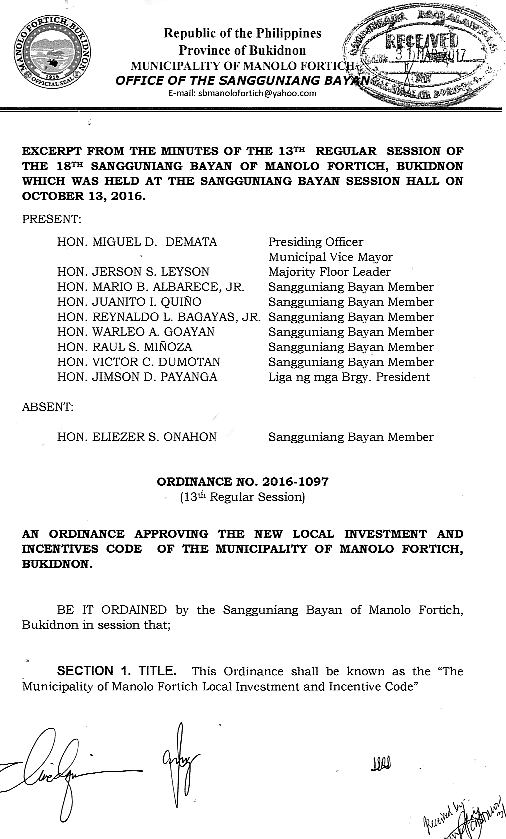 MANOLO FORTICH BUKIDNON
OFFICIAL SEAL
Republic of the Philippines
Province of Bukidnon
MUNICIPALITY OF MANOLO FORTICH
OFFICE OF THE SANGGUNIANG BAYAN
E-mail: sbmanolofortich@yahoo.com
RECEIVED
EXCERPT FROM THE MINUTES OF THE 13TH REGULAR SESSION OF
THE 18TH SANGGUNIANG BAYAN OF MANOLO FORTICH, BUKIDNON
WHICH WAS HELD AT THE SANGGUNIANG BAYAN SESSION HALL ON
OCTOBER 13, 2016.
PRESENT:
HON. MIGUEL D. DEMATA Presiding Officer
Municipal Vice Mayor
HON. JERSON S. LEYSON Majority Floor Leader
HON. MARIO B. ALBARECE, JR. Sangguniang Bayan Member
HON. JUANITO I. QUIÑO Sangguniang Bayan Member
HON. REYNALDO L. BAGAYAS, JR. Sangguniang Bayan Member
HON. WARLEO A. GOAYAN Sangguniang Bayan Member
HON. RAUL S. MIÑOZA Sangguniang Bayan Member
HON. VICTOR C. DUMOTAN Sangguniang Bayan Member
HON. JIMSON D. PAYANGA Liga ng mga Brgy. President
ABSENT:
HON. ELIEZER S. ONAHON Sangguniang Bayan Member
ORDINANCE NO. 2016-1097
(13th Regular Session)
AN ORDINANCE APPROVING THE NEW LOCAL INVESTMENT AND
INCENTIVES CODE OF THE MUNICIPALITY OF MANOLO FORTICH,
BUKIDNON.
BE IT ORDAINED by the Sangguniang Bayan of Manolo Fortich,
Bukidnon in session that;
SECTION 1. TITLE. This Ordinance shall be known as the “The
Municipality of Manolo Fortich Local Investment and Incentive Code”
Received by: